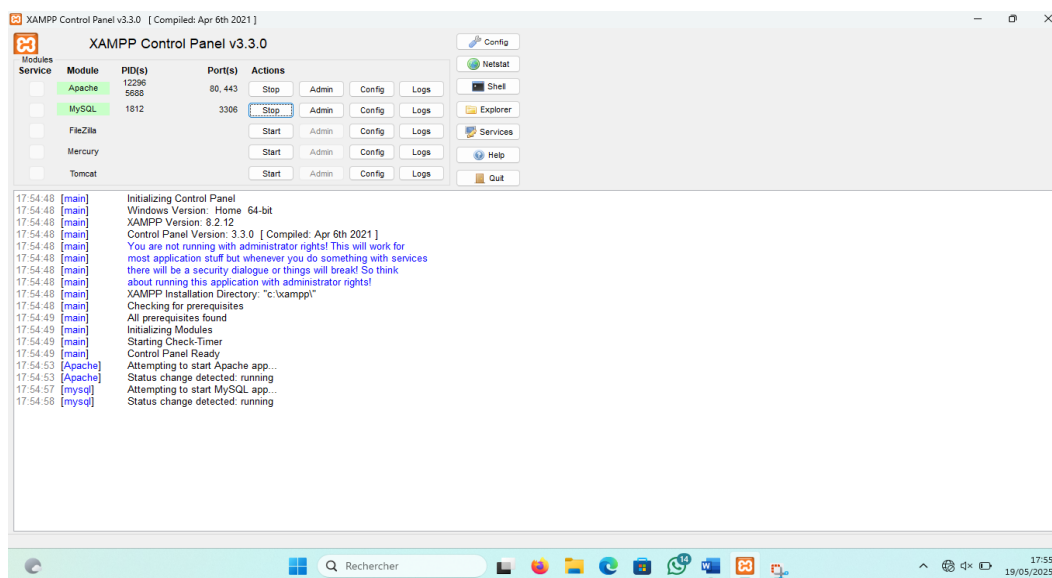 XAMPP Control Panel v3.3.0 [ Compiled: Apr 6th 2021 ]
XAMPP Control Panel v3.3.0
Config
Modules
Service Module PID(s) Port(s) Actions
Netstat
Apache 12296 5688 80, 443 Stop Admin Config Logs
Shell
MySQL 1812 3306 Stop Admin Config Logs
Explorer
FileZilla Start Admin Config Logs
Services
Mercury Start Admin Config Logs
Help
Tomcat Start Admin Config Logs
Quit
17:54:48 [main] Initializing Control Panel
17:54:48 [main] Windows Version: Home 64-bit
17:54:48 [main] XAMPP Version: 8.2.12
17:54:48 [main] Control Panel Version: 3.3.0 [ Compiled: Apr 6th 2021 ]
17:54:48 [main] You are not running with administrator rights! This will work for
17:54:48 [main] most application stuff but whenever you do something with services
17:54:48 [main] there will be a security dialogue or things will break! So think
17:54:48 [main] about running this application with administrator rights!
17:54:48 [main] XAMPP Installation Directory: "c:\xampp\"
17:54:48 [main] Checking for prerequisites
17:54:49 [main] All prerequisites found
17:54:49 [main] Initializing Modules
17:54:49 [main] Starting Check-Timer
17:54:49 [main] Control Panel Ready
17:54:53 [Apache] Attempting to start Apache app...
17:54:53 [Apache] Status change detected: running
17:54:57 [mysql] Attempting to start MySQL app...
17:54:58 [mysql] Status change detected: running
Rechercher
14
17:55
19/05/2025